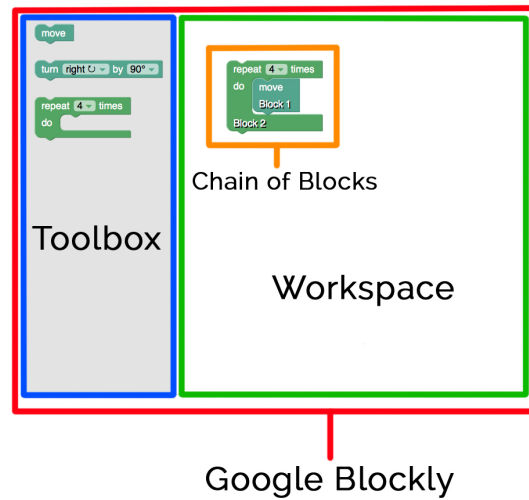 move
turn right ↻ by 90°
repeat 4 times
do
Toolbox
repeat 4 times
do move
Block 1
Block 2
Chain of Blocks
Workspace
Google Blockly